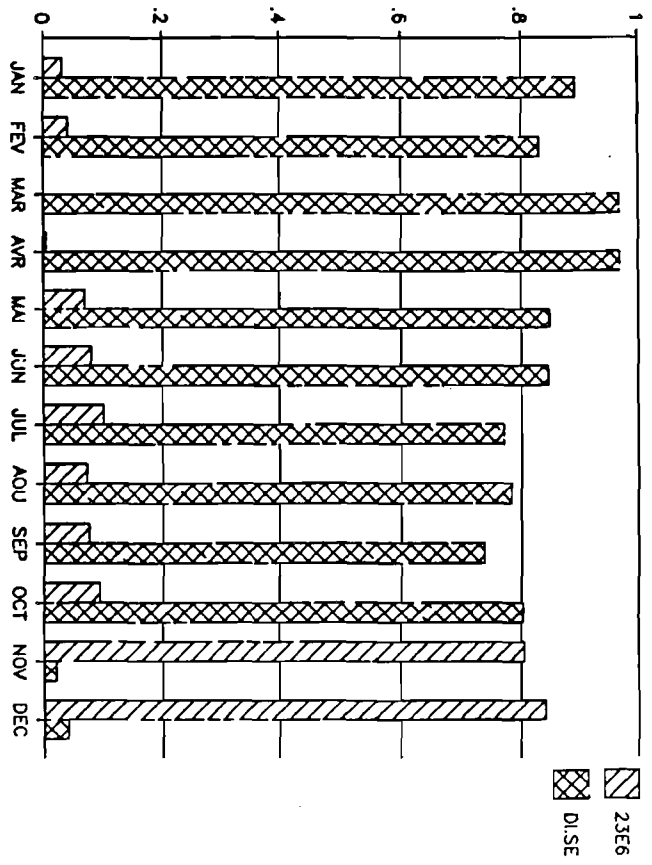 0 .2 .4 .6 .8 1
JAN
FEV
MAR
AVR
MAI
JUN
JUL
AOU
SEP
OCT
NOV
DEC
23E6
DI.SE